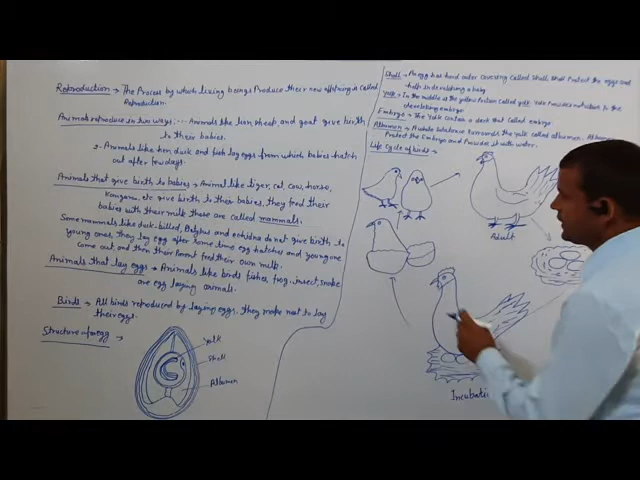 Reproduction → The Process by which living beings Produce their new offspring is called
Reproduction.
Animals reproduce in two ways :- Animals like lion, sheep, and goat give birth
to their babies.
2. Animals like hen, duck and fish lay eggs from which babies hatch
out after few days.
Animals that give birth to babies → Animal like tiger, cat, cow, horse,
Kangaru, etc give birth to their babies, they feed their
babies with their milk these are called mammals.
Some mammals like duck-billed, and echidna do not give birth to
young ones, they lay egg after some time egg hatches and young one
come out and then their Parent feed their own milk.
Animals that lay eggs → Animals like birds fishes frog, insect, snake
are egg laying animals.
Birds → All birds reproduced by laying eggs. They make nest to lay
their eggs.
Structure of egg →
Yolk
Shell
Albumen
Shell → An egg has hard outer covering called Shell. Shell Protect the eggs and
help in developing a baby
Yolk → In the middle is the yellow Portion called yolk. Yolk Provides nutrition to the
developing embryo
Embryo → The Yolk contain a dark that called embryo.
Albumen → A white substance surrounds the yolk called albumen.
Protect the Embryo and Provides it with water.
Life Cycle of birds →
Adult